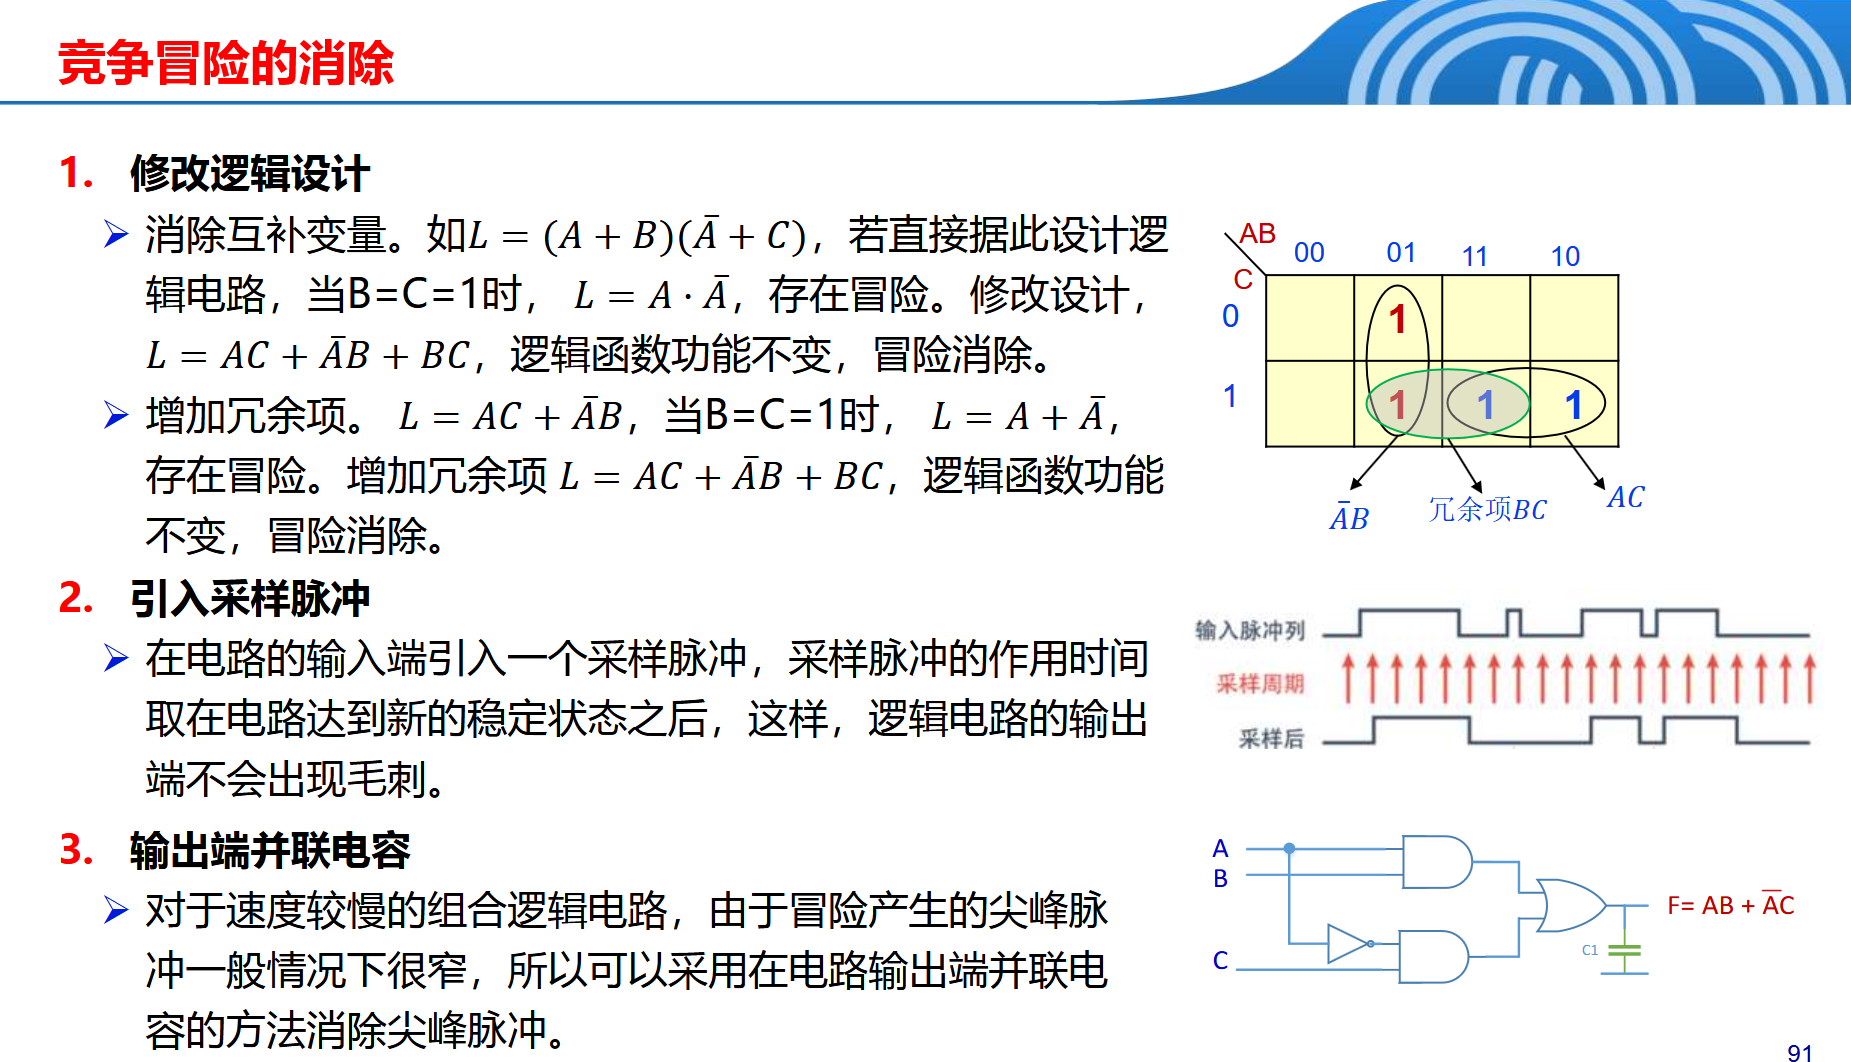 竞争冒险的消除
1. 修改逻辑设计
➢ 消除互补变量。如L = (A + B)(Ā + C)，若直接据此设计逻
辑电路，当B=C=1时， L = A · Ā，存在冒险。修改设计，
L = AC + ĀB + BC，逻辑函数功能不变，冒险消除。
➢ 增加冗余项。 L = AC + ĀB，当B=C=1时， L = A + Ā，
存在冒险。增加冗余项 L = AC + ĀB + BC，逻辑函数功能
不变，冒险消除。
2. 引入采样脉冲
➢ 在电路的输入端引入一个采样脉冲，采样脉冲的作用时间
取在电路达到新的稳定状态之后，这样，逻辑电路的输出
端不会出现毛刺。
3. 输出端并联电容
➢ 对于速度较慢的组合逻辑电路，由于冒险产生的尖峰脉
冲一般情况下很窄，所以可以采用在电路输出端并联电
容的方法消除尖峰脉冲。
AB
00 01 11 10
C
0 1
1 1 1 1
ĀB 冗余项BC AC
输入脉冲列
采样周期
采样后
A
B
C
C1
F= AB + ĀC
91